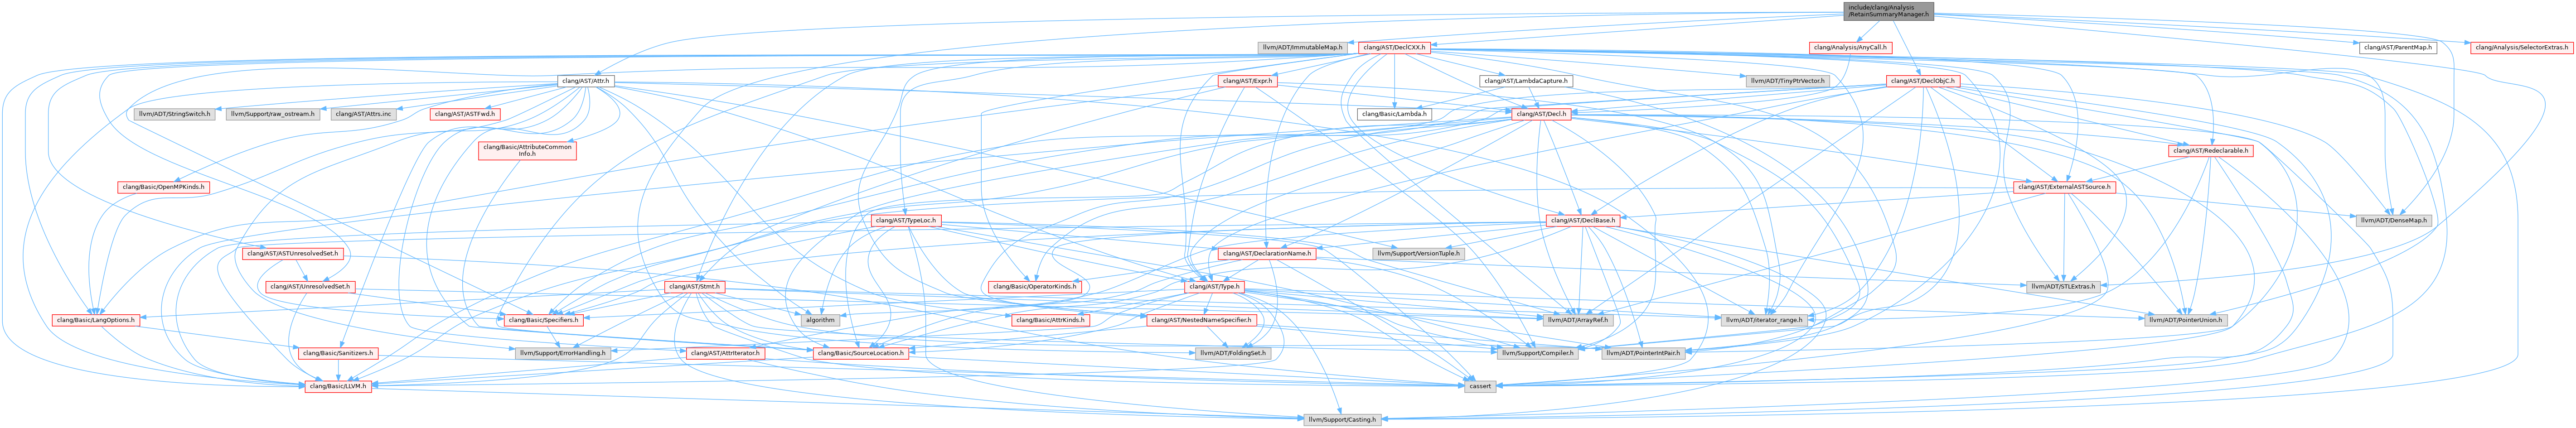 include/clang/Analysis
/RetainSummaryManager.h
llvm/ADT/ImmutableMap.h
clang/AST/DeclCXX.h
clang/Analysis/AnyCall.h
clang/AST/ParentMap.h
clang/Analysis/SelectorExtras.h
clang/AST/Attr.h
clang/AST/Expr.h
clang/AST/LambdaCapture.h
llvm/ADT/TinyPtrVector.h
clang/AST/DeclObjC.h
llvm/ADT/StringSwitch.h
llvm/Support/raw_ostream.h
clang/AST/Attrs.inc
clang/AST/ASTFwd.h
clang/Basic/Lambda.h
clang/AST/Decl.h
clang/Basic/AttributeCommon
Info.h
clang/AST/Redeclarable.h
clang/Basic/OpenMPKinds.h
clang/AST/ExternalASTSource.h
clang/AST/TypeLoc.h
clang/AST/DeclBase.h
llvm/ADT/DenseMap.h
clang/AST/ASTUnresolvedSet.h
clang/AST/DeclarationName.h
llvm/Support/VersionTuple.h
clang/AST/UnresolvedSet.h
clang/AST/Stmt.h
clang/Basic/OperatorKinds.h
clang/AST/Type.h
llvm/ADT/STLExtras.h
clang/Basic/LangOptions.h
clang/Basic/Specifiers.h
algorithm
clang/Basic/AttrKinds.h
clang/AST/NestedNameSpecifier.h
llvm/ADT/ArrayRef.h
llvm/ADT/iterator_range.h
llvm/ADT/PointerUnion.h
clang/Basic/Sanitizers.h
llvm/Support/ErrorHandling.h
clang/AST/AttrIterator.h
clang/Basic/SourceLocation.h
llvm/ADT/FoldingSet.h
llvm/Support/Compiler.h
llvm/ADT/PointerIntPair.h
clang/Basic/LLVM.h
cassert
llvm/Support/Casting.h